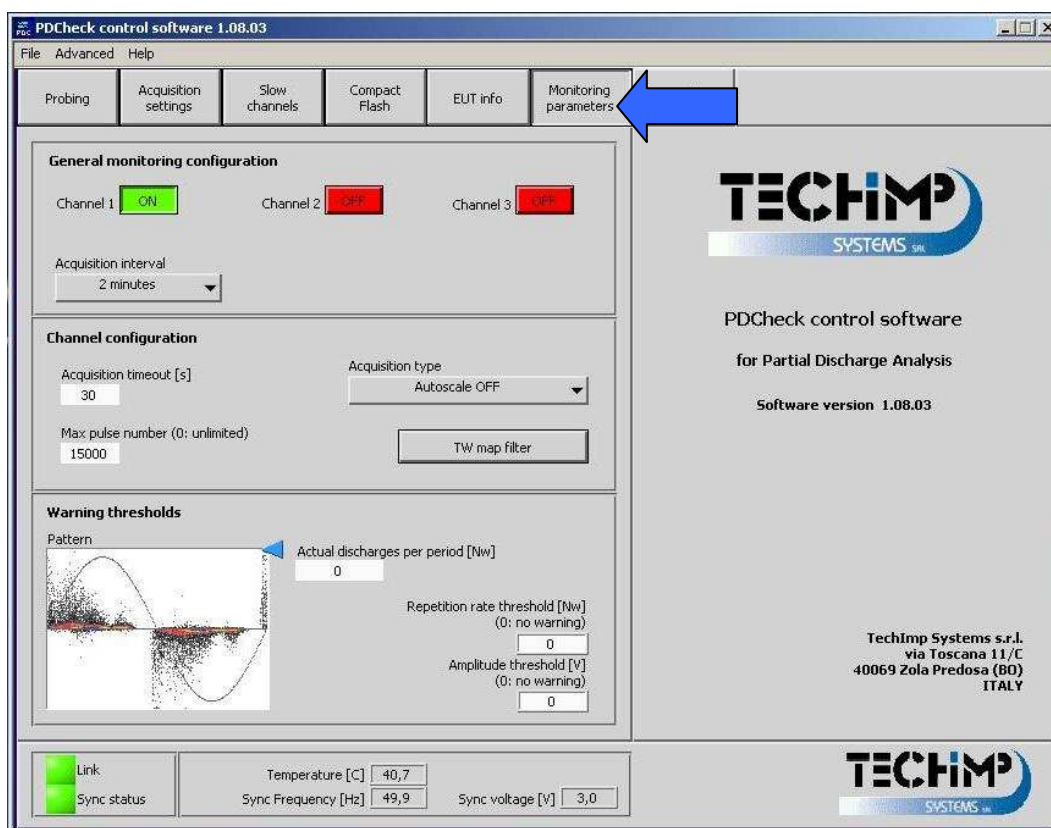 PDC PDCheck control software 1.08.03
File Advanced Help
Probing
Acquisition
settings
Slow
channels
Compact
Flash
EUT info
Monitoring
parameters
General monitoring configuration
Channel 1 ON Channel 2 OFF Channel 3 OFF
Acquisition interval
2 minutes
Channel configuration
Acquisition timeout [s]
30
Acquisition type
Autoscale OFF
Max pulse number (0: unlimited)
15000
TW map filter
Warning thresholds
Pattern
Actual discharges per period [Nw]
0
Repetition rate threshold [Nw]
(0: no warning)
0
Amplitude threshold [V]
(0: no warning)
0
TECHIMP
SYSTEMS SRL
PDCheck control software
for Partial Discharge Analysis
Software version 1.08.03
TechImp Systems s.r.l.
via Toscana 11/C
40069 Zola Predosa (BO)
ITALY
Link
Sync status
Temperature [C] 40,7
Sync Frequency [Hz] 49,9
Sync voltage [V] 3,0
TECHIMP
SYSTEMS